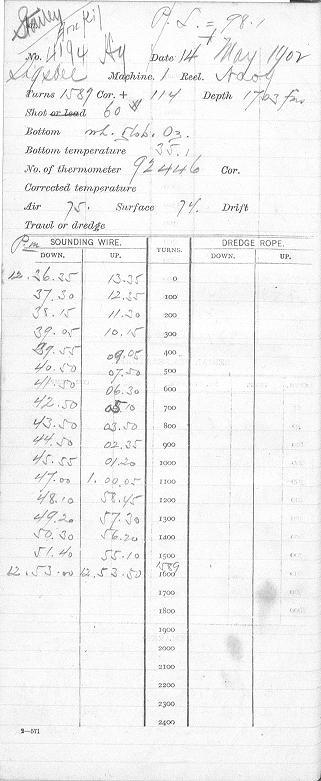 P. L. = 98.1
No. 4194 Hy Date 14 May 1902
Sigsbee Machine. 1 Reel.
Turns 1589 Cor. + 114 Depth 1703 fms
Shot or lead 60 #
Bottom wh. Glob. Oz.
Bottom temperature 35.1
No. of thermometer 92446 Cor.
Corrected temperature
Air 75. Surface 74. Drift
Trawl or dredge
P.m. SOUNDING WIRE. TURNS. DREDGE ROPE.
DOWN. UP. DOWN. UP.
12.36.35 13.35 0
37.30 12.25 100
38.15 11.20 200
39.05 10.15 300
39.55 09.05 400
40.50 07.50 500
41.50 06.30 600
42.50 05.10 700
43.50 03.50 800
44.50 02.35 900
45.55 01.20 1000
47.00 1.00.05 1100
48.10 58.45 1200
49.20 57.30 1300
50.30 56.20 1400
51.40 55.10 1500
12.53.00 12.53.50 1589 1600
1700
1800
1900
2000
2100
2200
2300
2400
2—571